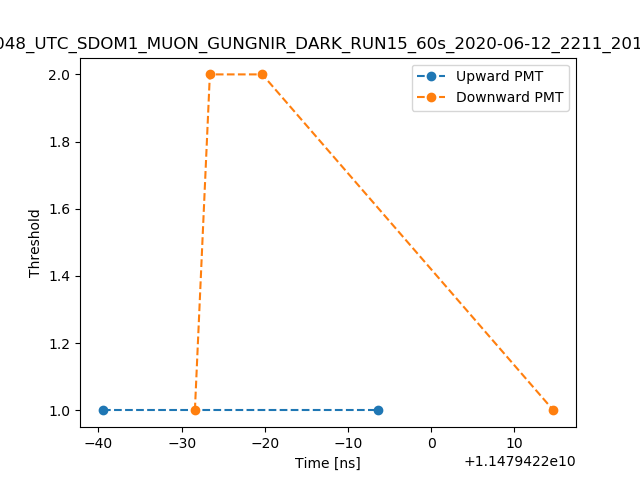 048_UTC_SDOM1_MUON_GUNGNIR_DARK_RUN15_60s_2020-06-12_2211_201
Upward PMT
Downward PMT
2.0
1.8
1.6
1.4
1.2
1.0
Threshold
−40
−30
−20
−10
0
10
Time [ns]
+1.1479422e10